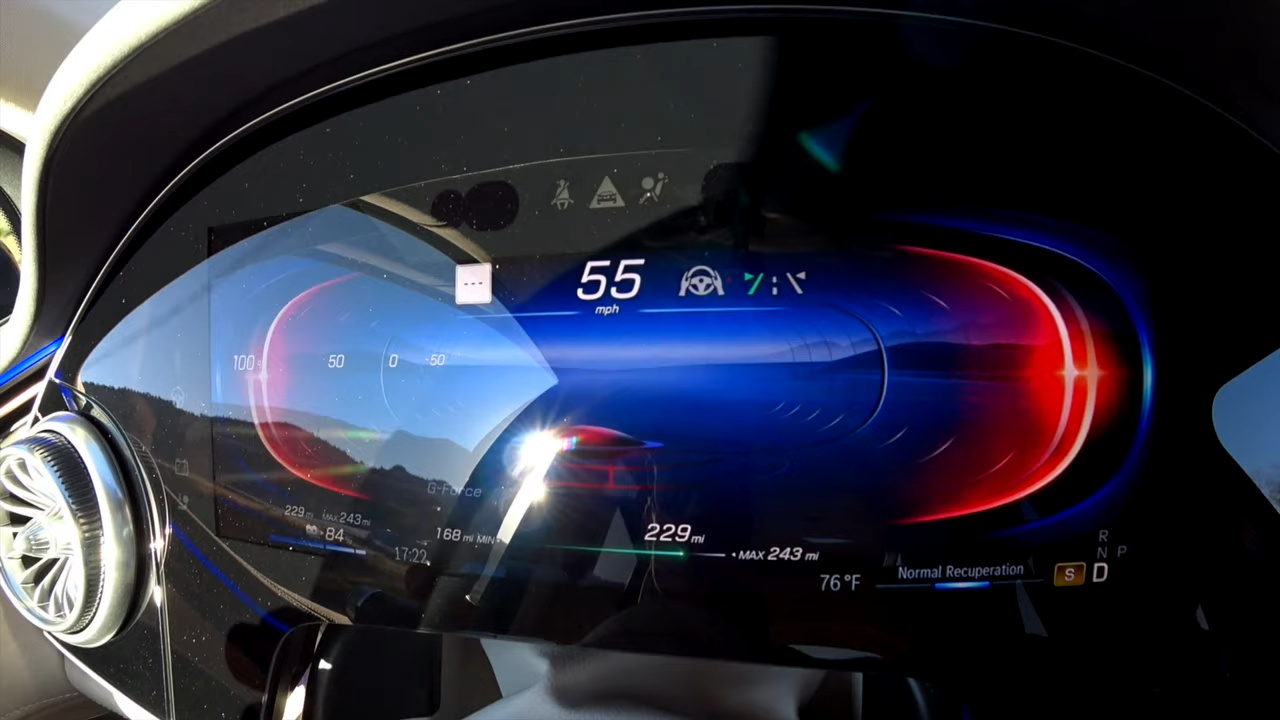 ---
55
mph
100 50 0 -50
G-Force
229 mi MAX 243 mi
84
17:22
168 mi MIN
229 mi
MAX 243 mi
76°F
Normal Recuperation
S
R
N P
D